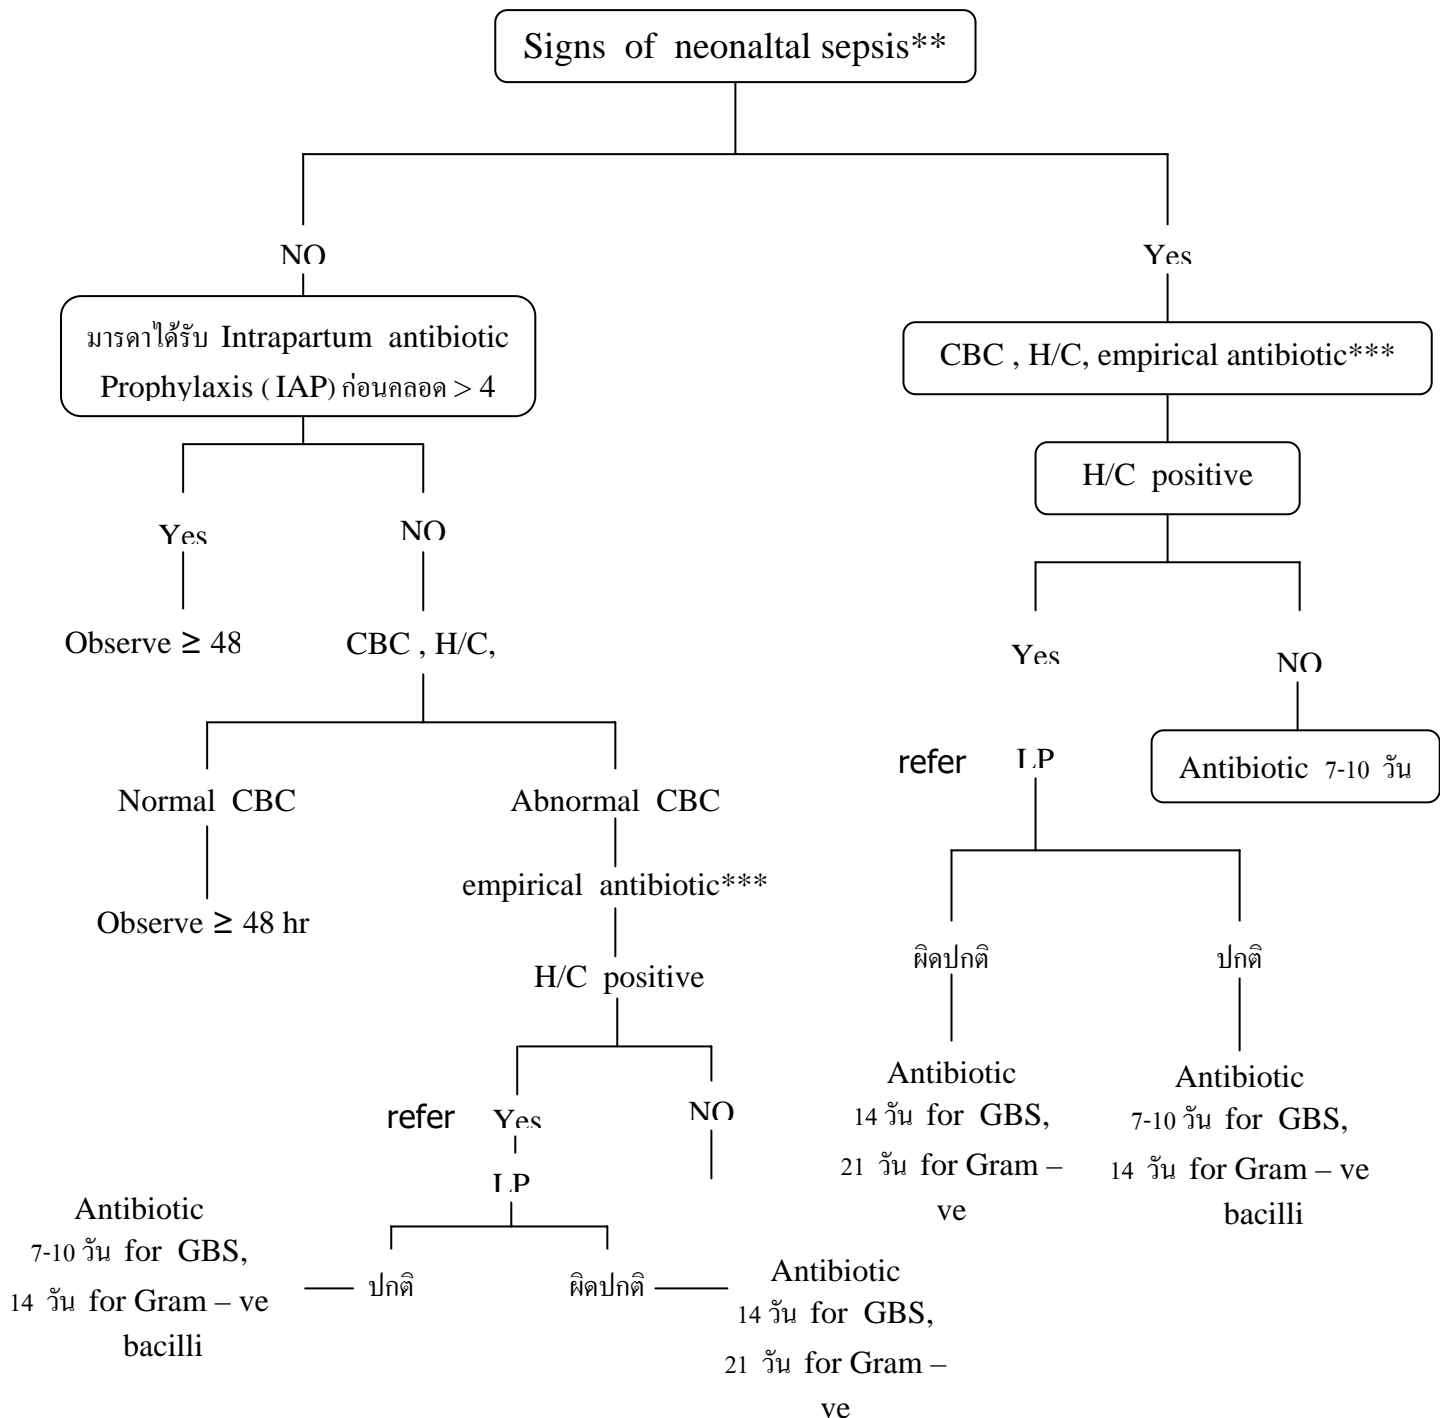 Signs of neonaltal sepsis**
NO
Yes
มารดาได้รับ Intrapartum antibiotic
Prophylaxis ( IAP) ก่อนคลอด > 4
CBC , H/C, empirical antibiotic***
H/C positive
Yes
NO
Observe ≥ 48
CBC , H/C,
Yes
NO
refer
LP
Antibiotic 7-10 วัน
Normal CBC
Abnormal CBC
empirical antibiotic***
Observe ≥ 48 hr
H/C positive
ผิดปกติ
ปกติ
Antibiotic
14 วัน for GBS,
21 วัน for Gram –
ve
Antibiotic
7-10 วัน for GBS,
14 วัน for Gram – ve
bacilli
refer
Yes
NO
LP
Antibiotic
7-10 วัน for GBS,
14 วัน for Gram – ve
bacilli
ปกติ
ผิดปกติ
Antibiotic
14 วัน for GBS,
21 วัน for Gram –
ve